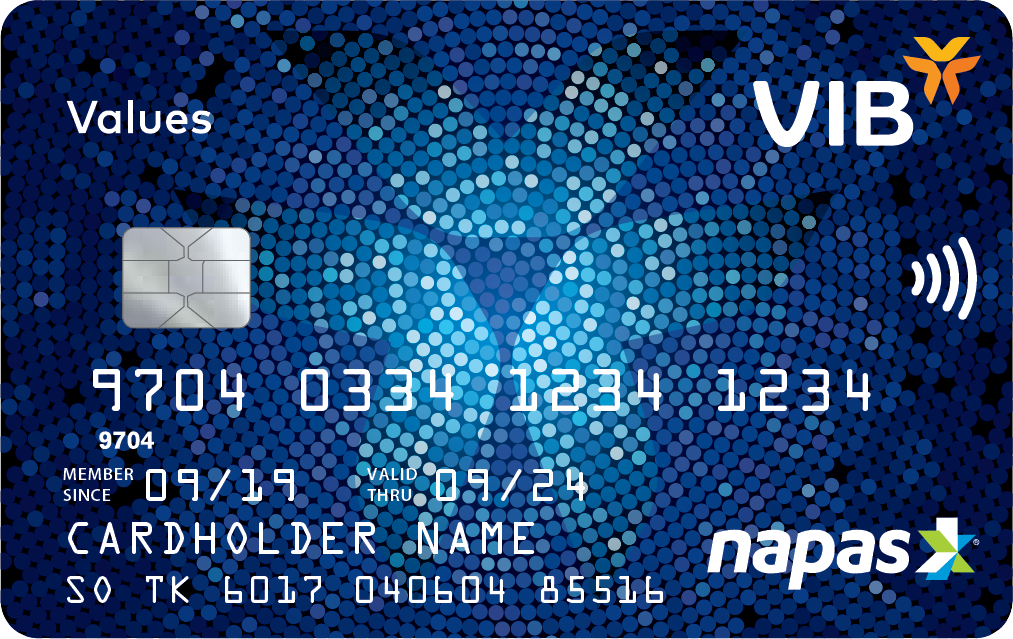 VIB
Values
9704 0334 1234 1234
9704
MEMBER SINCE 09/19 VALID THRU 09/24
CARDHOLDER NAME
SO TK 6017 040604 85516
napas®